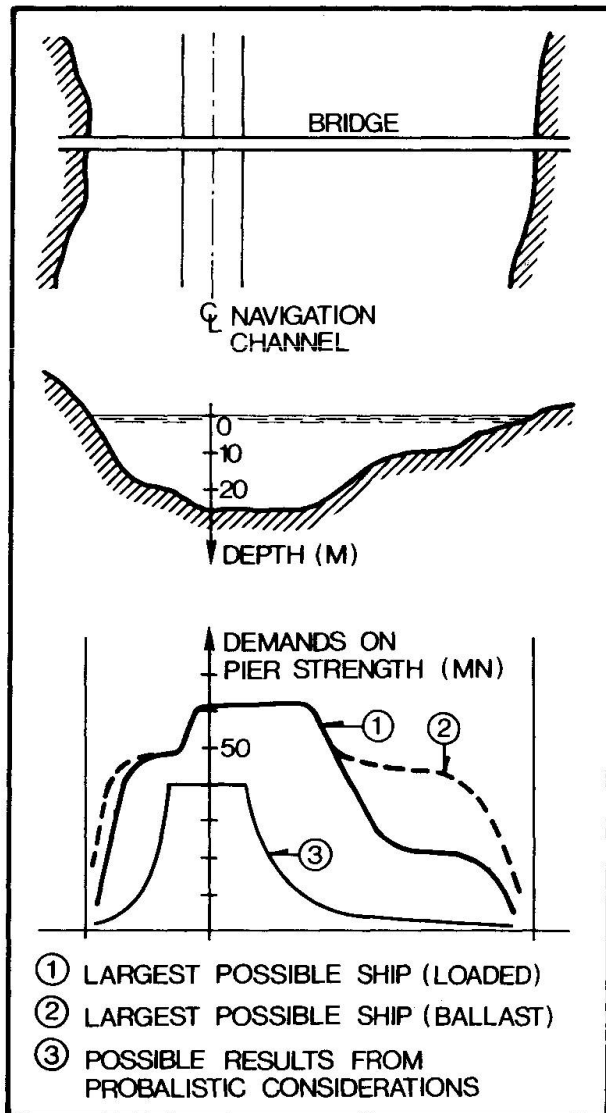 BRIDGE
℄ NAVIGATION
CHANNEL
0
10
20
DEPTH (M)
DEMANDS ON
PIER STRENGTH (MN)
1
2
50
3
1 LARGEST POSSIBLE SHIP (LOADED)
2 LARGEST POSSIBLE SHIP (BALLAST)
3 POSSIBLE RESULTS FROM
PROBALISTIC CONSIDERATIONS